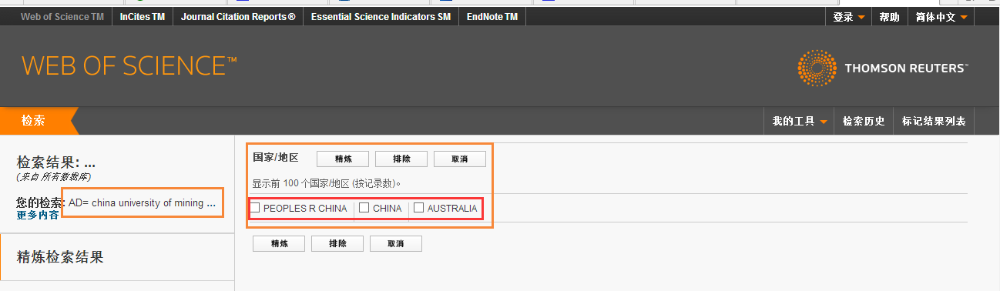 Web of Science TM InCites TM Journal Citation Reports ® Essential Science Indicators SM EndNote TM 登录 帮助 简体中文
WEB OF SCIENCE™
THOMSON REUTERS™
检索 我的工具 检索历史 标记结果列表
检索结果: ...
(来自 所有数据库)
您的检索: AD= china university of mining ...
更多内容
精炼检索结果
国家/地区 精炼 排除 取消
显示前 100 个国家/地区 (按记录数)。
PEOPLES R CHINA CHINA AUSTRALIA
精炼 排除 取消